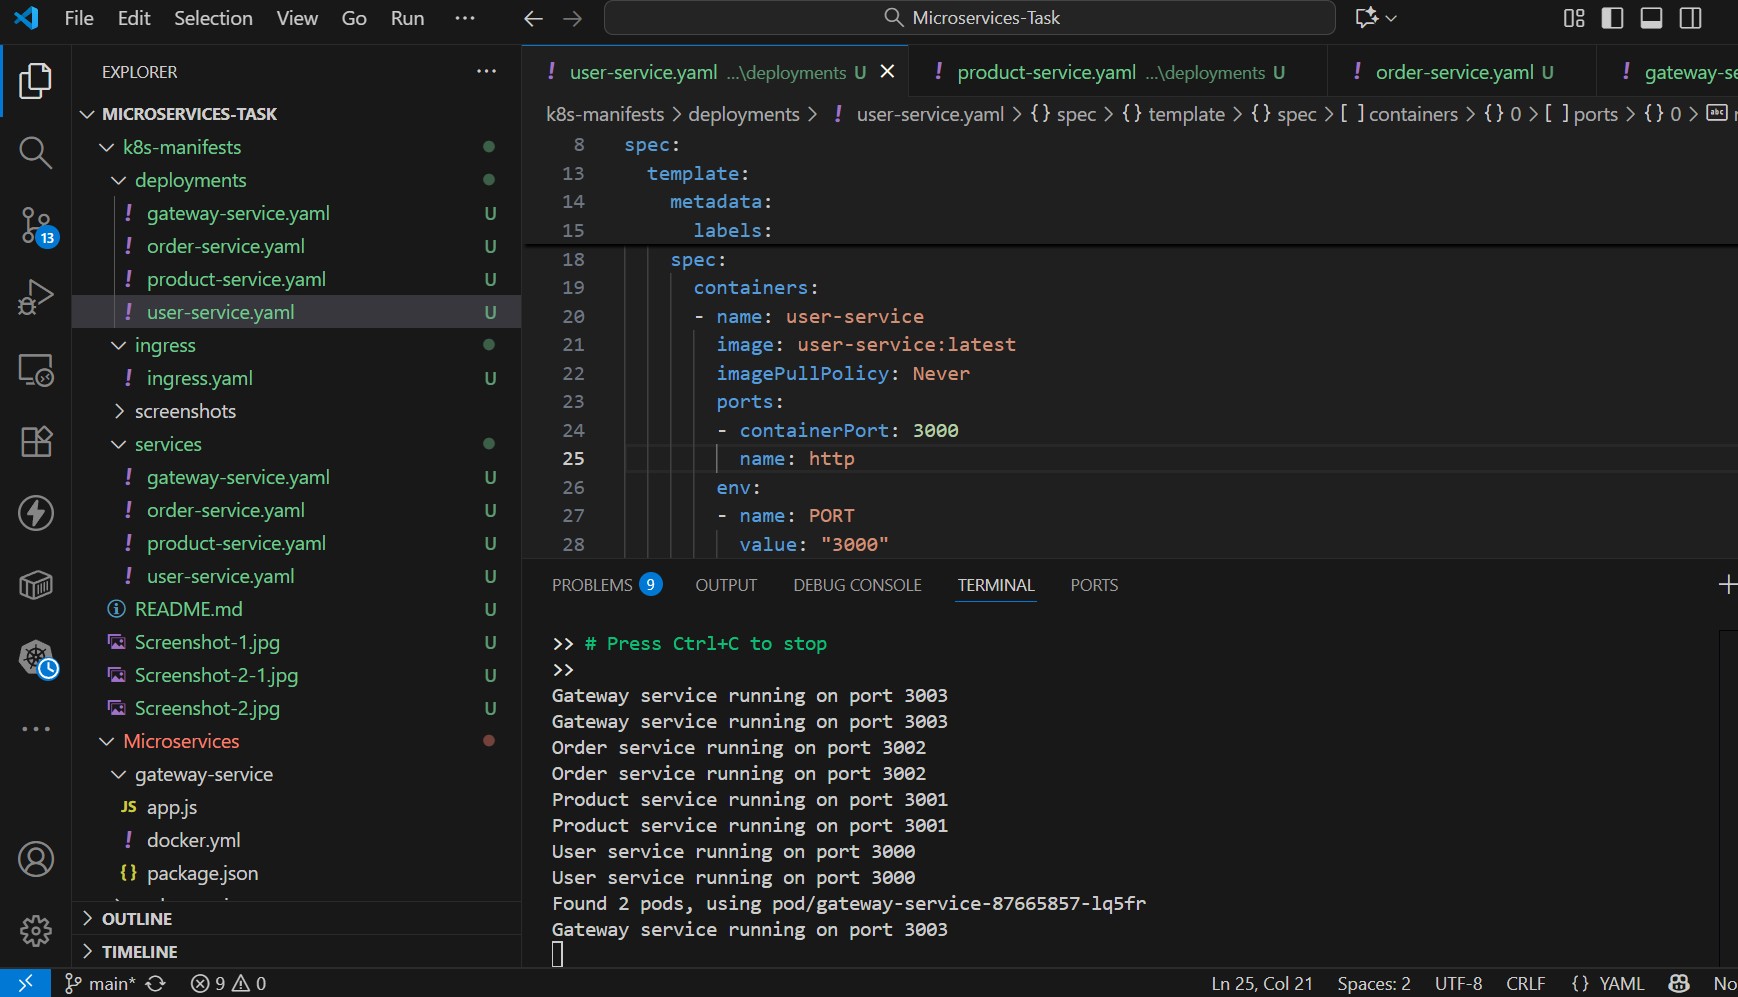 File Edit Selection View Go Run ··· Microservices-Task
EXPLORER ···
MICROSERVICES-TASK
k8s-manifests
deployments
! gateway-service.yaml U
! order-service.yaml U
! product-service.yaml U
! user-service.yaml U
ingress
! ingress.yaml U
screenshots
services
! gateway-service.yaml U
! order-service.yaml U
! product-service.yaml U
! user-service.yaml U
README.md U
Screenshot-1.jpg U
Screenshot-2-1.jpg U
Screenshot-2.jpg U
Microservices
gateway-service
JS app.js
! docker.yml
{} package.json
OUTLINE
TIMELINE
13
! user-service.yaml ...\deployments U ! product-service.yaml ...\deployments U ! order-service.yaml U ! gateway-se
k8s-manifests > deployments > ! user-service.yaml > {} spec > {} template > {} spec > [ ] containers > {} 0 > [ ] ports > {} 0 > abc
8 spec:
13 template:
14 metadata:
15 labels:
18 spec:
19 containers:
20 - name: user-service
21 image: user-service:latest
22 imagePullPolicy: Never
23 ports:
24 - containerPort: 3000
25 name: http
26 env:
27 - name: PORT
28 value: "3000"
PROBLEMS 9 OUTPUT DEBUG CONSOLE TERMINAL PORTS
>> # Press Ctrl+C to stop
>>
Gateway service running on port 3003
Gateway service running on port 3003
Order service running on port 3002
Order service running on port 3002
Product service running on port 3001
Product service running on port 3001
User service running on port 3000
User service running on port 3000
Found 2 pods, using pod/gateway-service-87665857-lq5fr
Gateway service running on port 3003
main* 9 0 Ln 25, Col 21 Spaces: 2 UTF-8 CRLF {} YAML No